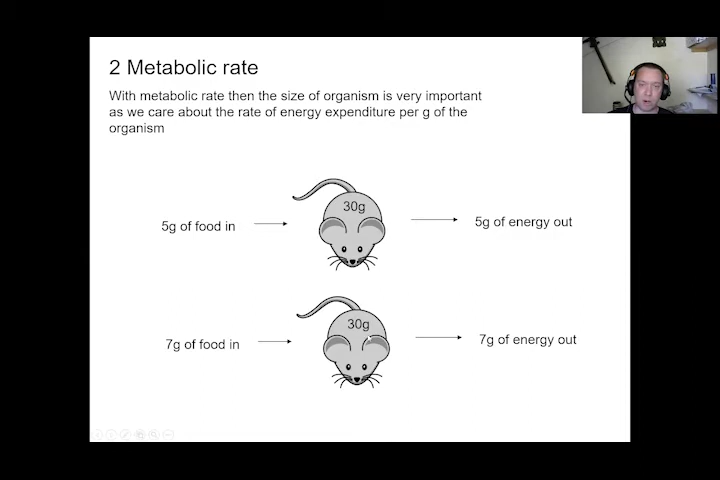 2 Metabolic rate
With metabolic rate then the size of organism is very important
as we care about the rate of energy expenditure per g of the
organism
30g
5g of food in
5g of energy out
30g
7g of food in
7g of energy out